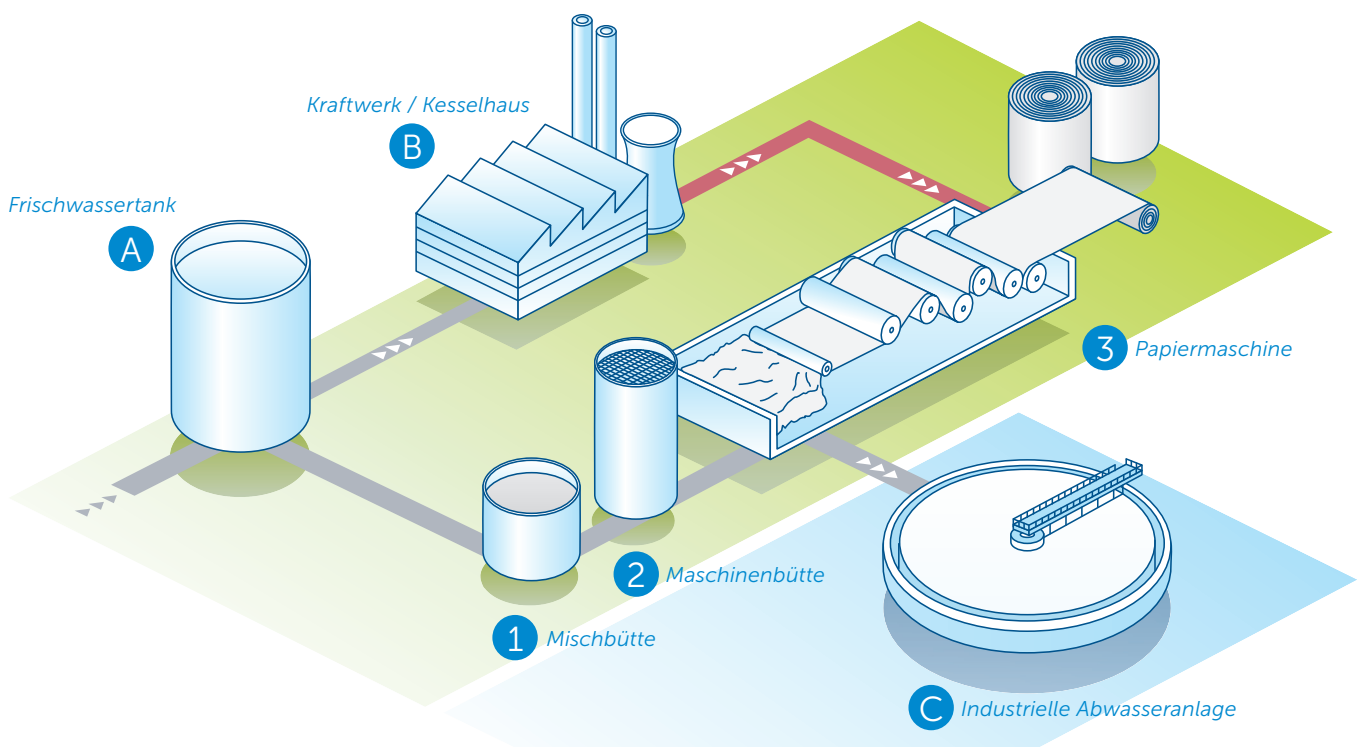 Kraftwerk / Kesselhaus
B
Frischwassertank
A
3 Papiermaschine
2 Maschinenbütte
1 Mischbütte
C Industrielle Abwasseranlage